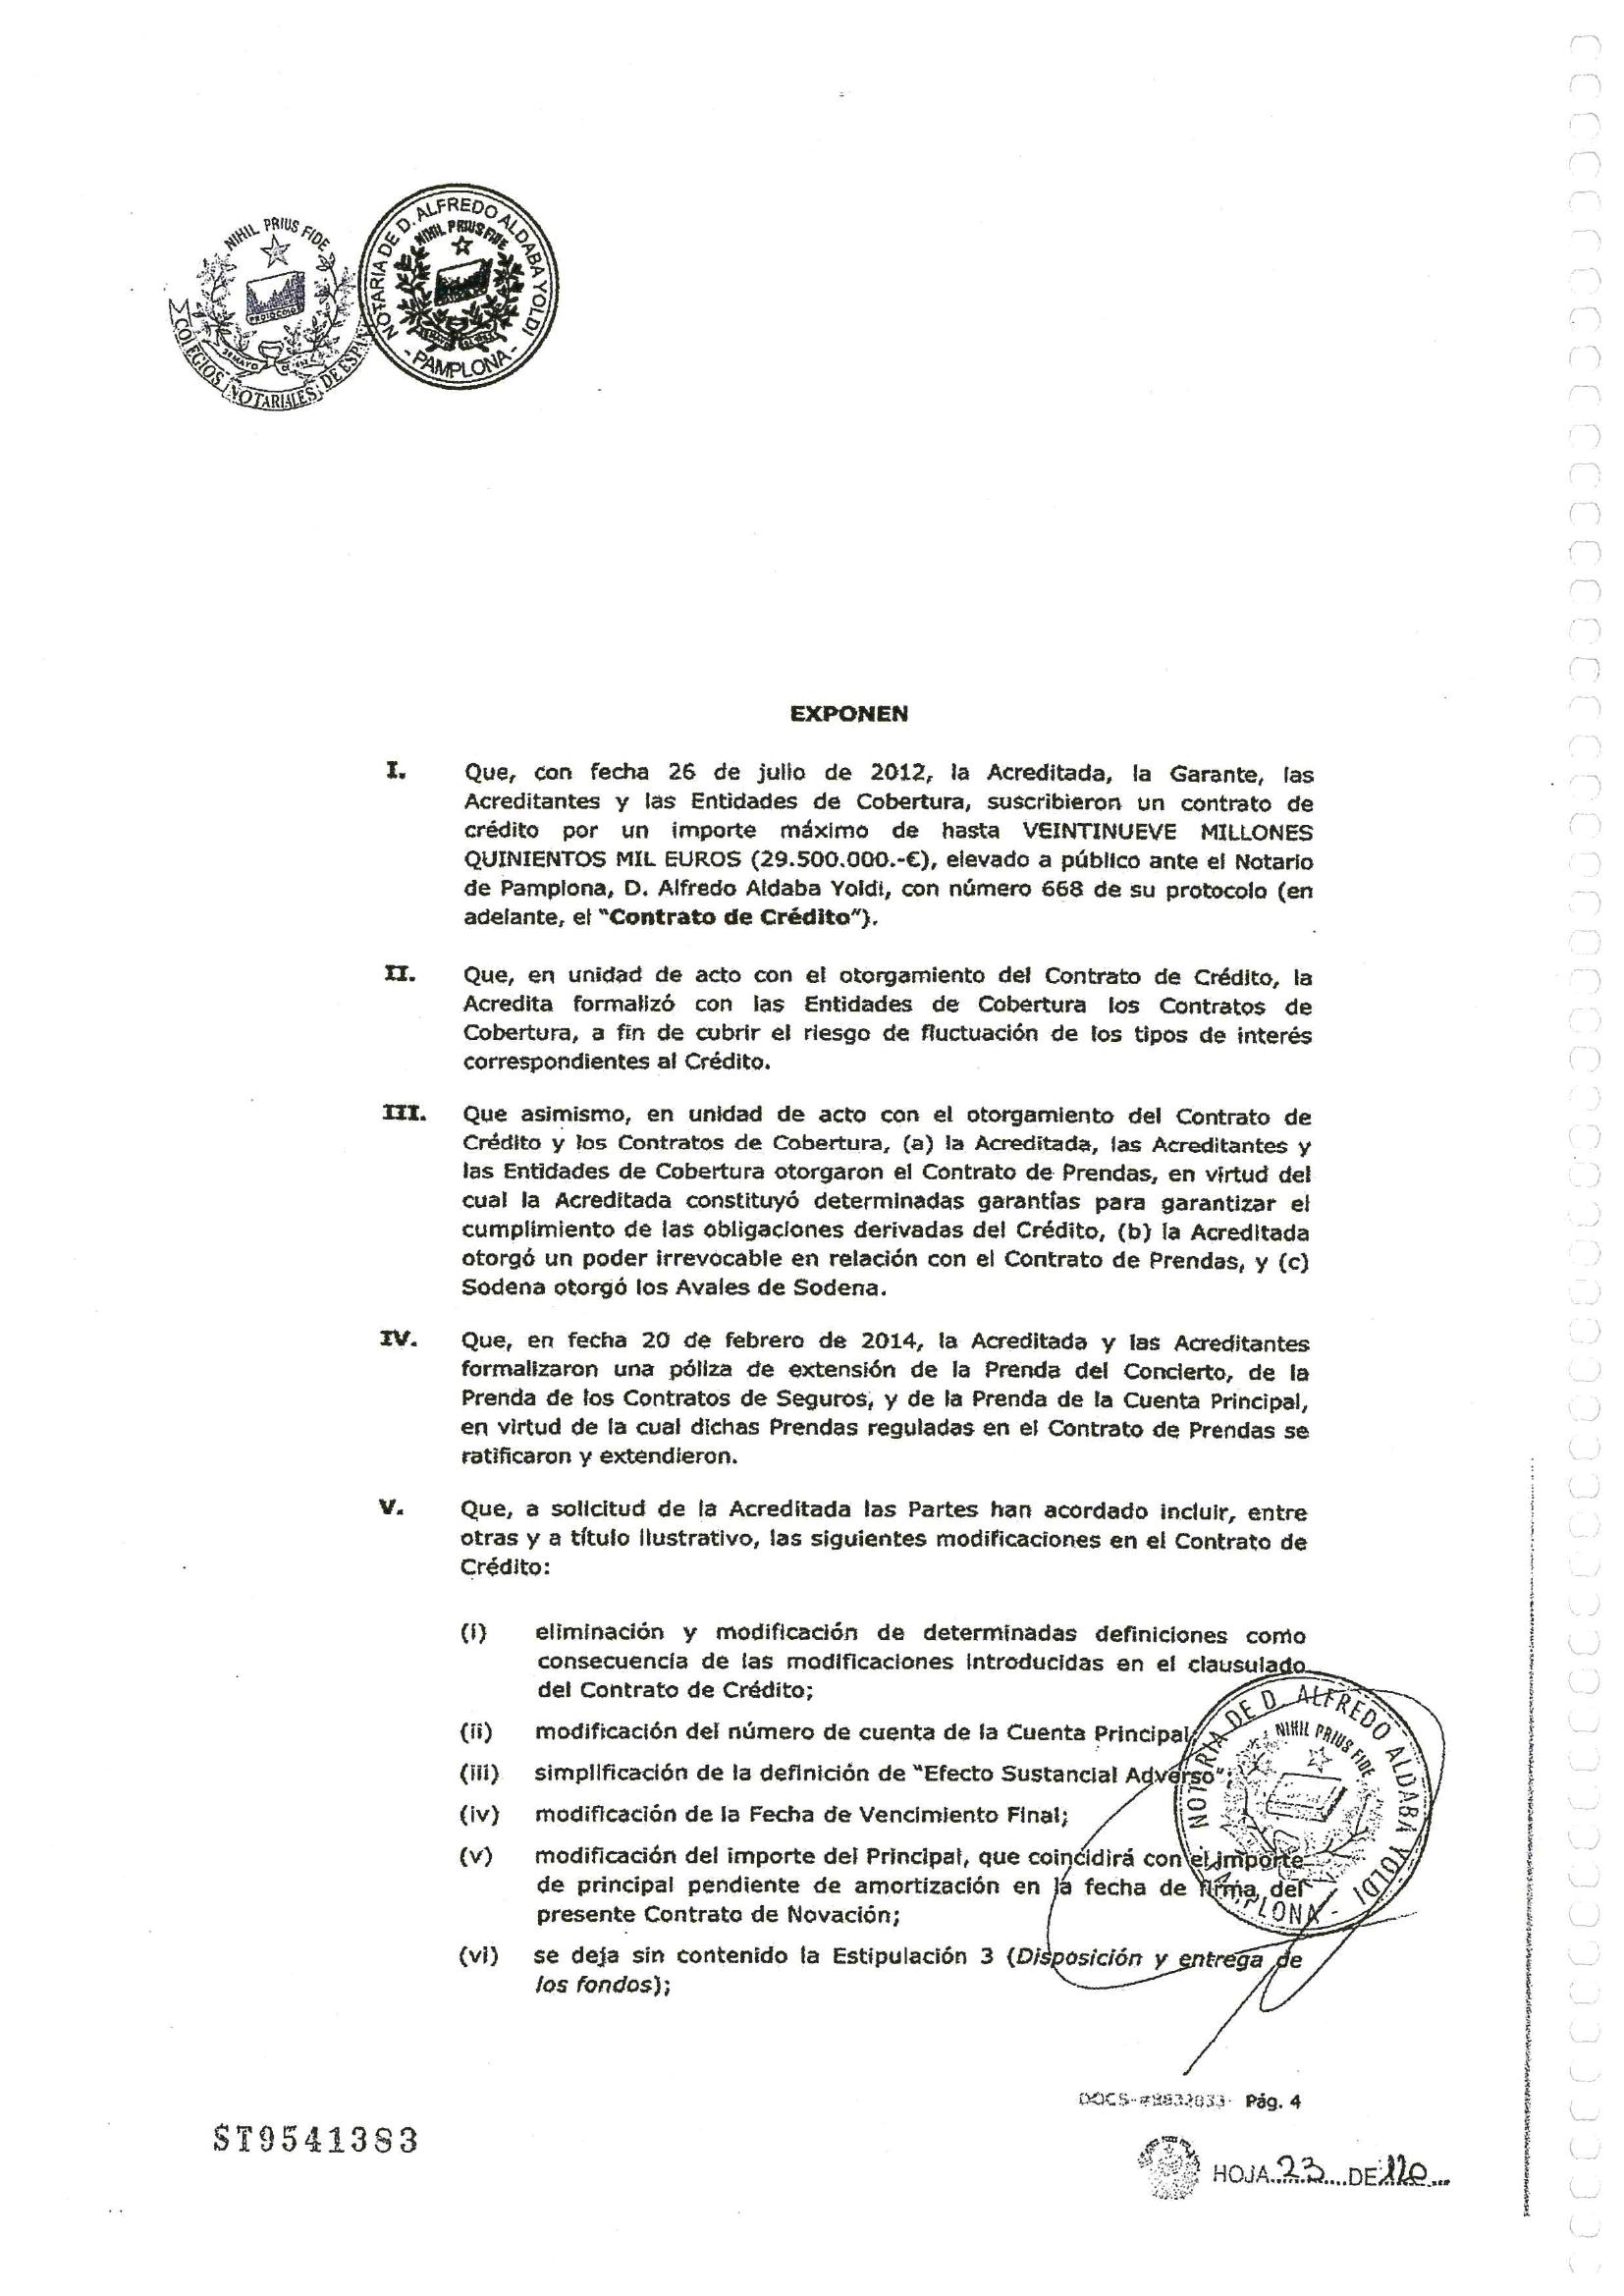 NIHIL PRIUS FIDE
PROTOCOLO
COLEGIOS NOTARIALES DE ESPAÑA
NOTARIA DE D. ALFREDO ALDABA YOLDI
NIHIL PRIUS FIDE
- PAMPLONA -
EXPONEN
I. Que, con fecha 26 de julio de 2012, la Acreditada, la Garante, las
Acreditantes y las Entidades de Cobertura, suscribieron un contrato de
crédito por un importe máximo de hasta VEINTINUEVE MILLONES
QUINIENTOS MIL EUROS (29.500.000.-€), elevado a público ante el Notario
de Pamplona, D. Alfredo Aldaba Yoldi, con número 668 de su protocolo (en
adelante, el "Contrato de Crédito").
II. Que, en unidad de acto con el otorgamiento del Contrato de Crédito, la
Acredita formalizó con las Entidades de Cobertura los Contratos de
Cobertura, a fin de cubrir el riesgo de fluctuación de los tipos de interés
correspondientes al Crédito.
III. Que asimismo, en unidad de acto con el otorgamiento del Contrato de
Crédito y los Contratos de Cobertura, (a) la Acreditada, las Acreditantes y
las Entidades de Cobertura otorgaron el Contrato de Prendas, en virtud del
cual la Acreditada constituyó determinadas garantías para garantizar el
cumplimiento de las obligaciones derivadas del Crédito, (b) la Acreditada
otorgó un poder irrevocable en relación con el Contrato de Prendas, y (c)
Sodena otorgó los Avales de Sodena.
IV. Que, en fecha 20 de febrero de 2014, la Acreditada y las Acreditantes
formalizaron una póliza de extensión de la Prenda del Concierto, de la
Prenda de los Contratos de Seguros, y de la Prenda de la Cuenta Principal,
en virtud de la cual dichas Prendas reguladas en el Contrato de Prendas se
ratificaron y extendieron.
V. Que, a solicitud de la Acreditada las Partes han acordado incluir, entre
otras y a título ilustrativo, las siguientes modificaciones en el Contrato de
Crédito:
(i) eliminación y modificación de determinadas definiciones como
consecuencia de las modificaciones introducidas en el clausulado
del Contrato de Crédito;
(ii) modificación del número de cuenta de la Cuenta Principal
(iii) simplificación de la definición de "Efecto Sustancial Adverso";
(iv) modificación de la Fecha de Vencimiento Final;
(v) modificación del importe del Principal, que coincidirá con el importe
de principal pendiente de amortización en la fecha de firma del
presente Contrato de Novación;
(vi) se deja sin contenido la Estipulación 3 (Disposición y entrega de
los fondos);
NOTARIA DE D. ALFREDO ALDABA YOLDI
NIHIL PRIUS FIDE
Pág. 4
ST9541383
HOJA 23 DE 120